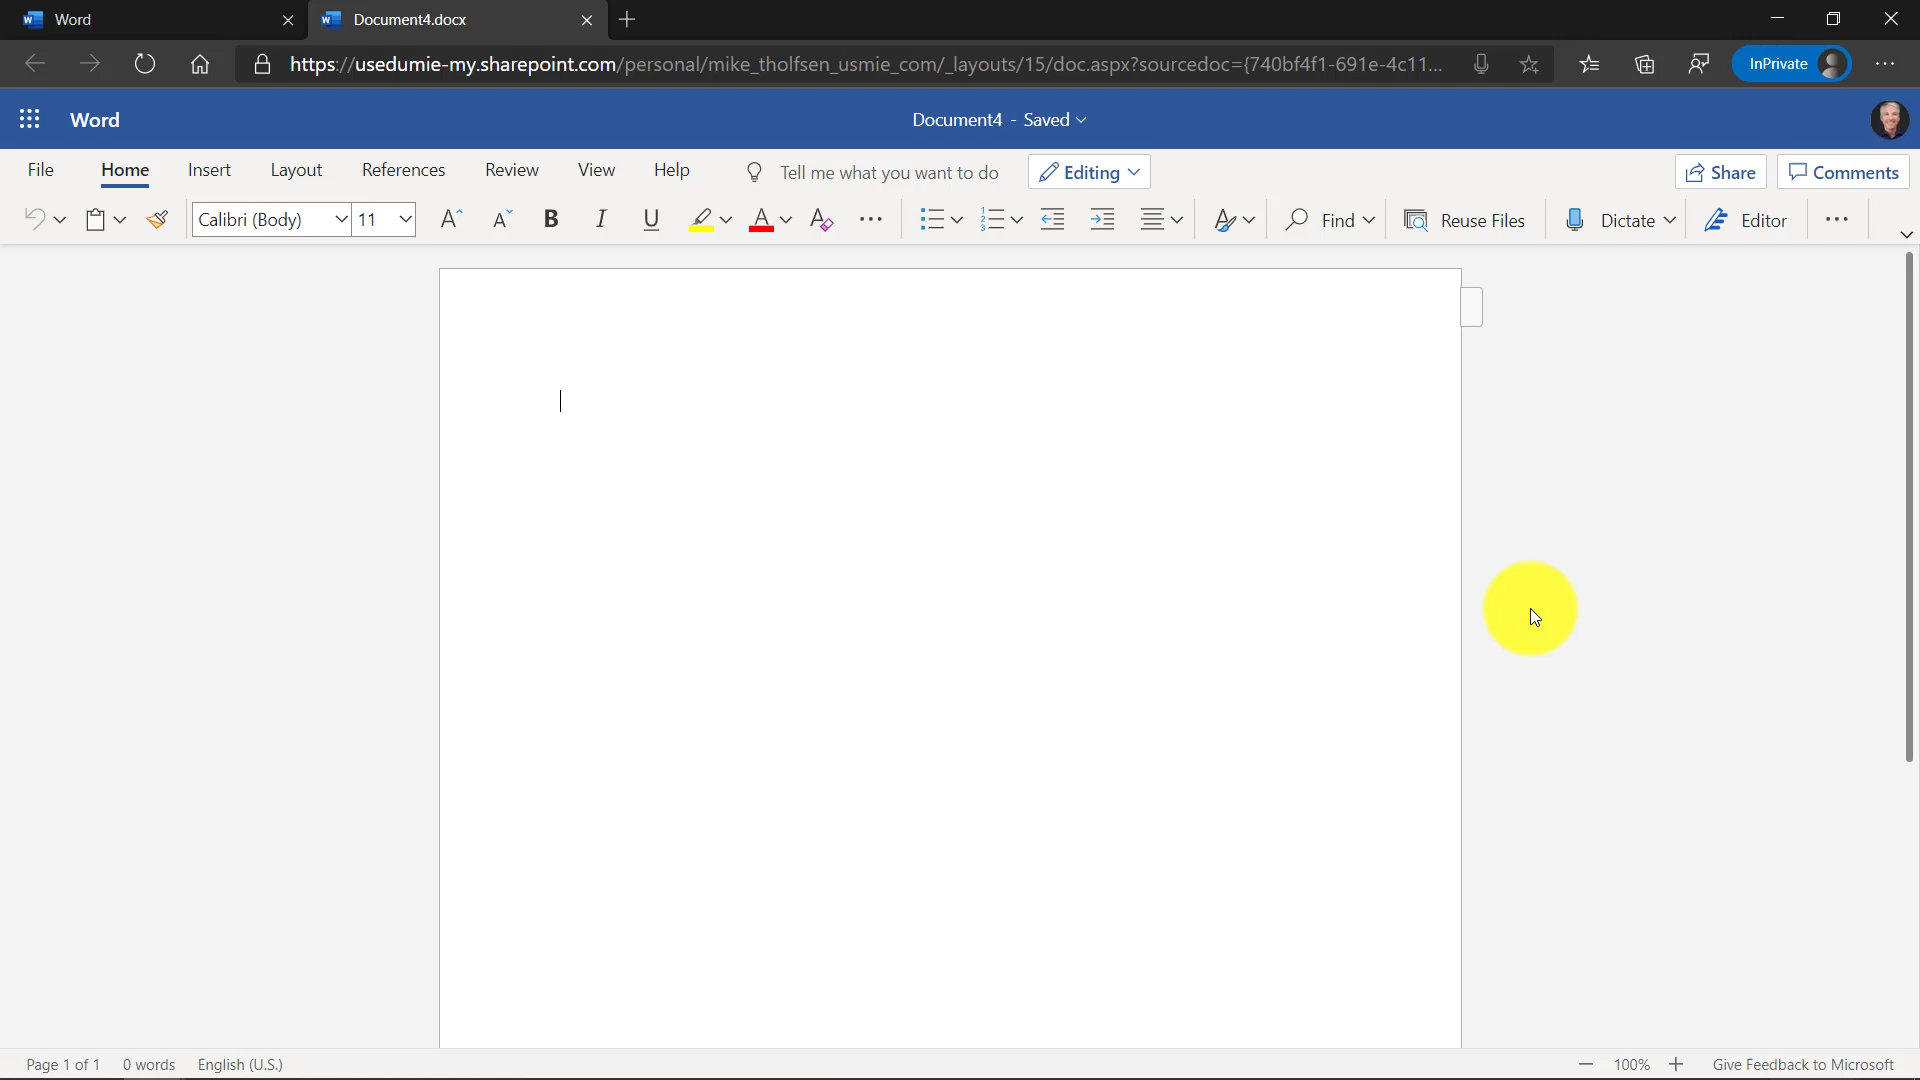 Word
Document4.docx
https://usedumie-my.sharepoint.com/personal/mike_tholfsen_usmie_com/_layouts/15/doc.aspx?sourcedoc={740bf4f1-691e-4c11...
InPrivate
Word
Document4 - Saved
File Home Insert Layout References Review View Help Tell me what you want to do Editing Share Comments
Calibri (Body) 11 A A B I U A A Find Reuse Files Dictate Editor
Page 1 of 1 0 words English (U.S.) 100% Give Feedback to Microsoft